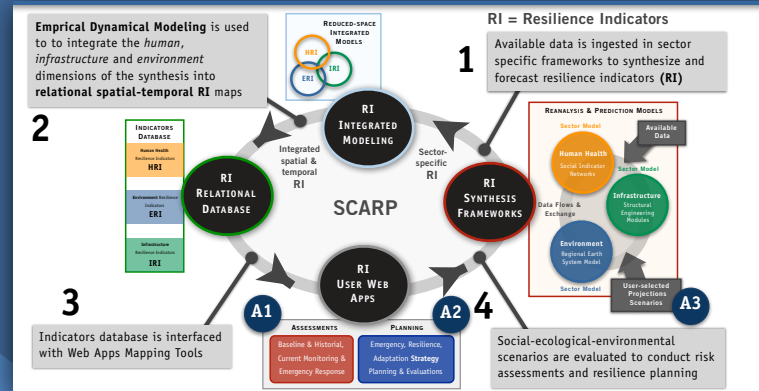 RI = Resilience Indicators
1
Available data is ingested in sector
specific frameworks to synthesize and
forecast resilience indicators (RI)
Emprical Dynamical Modeling is used
to to integrate the human,
infrastructure and environment
dimensions of the synthesis into
relational spatial-temporal RI maps
2
REDUCED-SPACE
INTEGRATED
MODELS
HRI
IRI
ERI
RI
INTEGRATED
MODELING
Integrated
spatial &
temporal
RI
Sector-
specific
RI
INDICATORS
DATABASE
Human Health
Resilience Indicators
HRI
Environment Resilience
Indicators
ERI
Infrastructure
Resilience Indicators
IRI
RI
RELATIONAL
DATABASE
SCARP
RI
SYNTHESIS
FRAMEWORKS
RI
USER WEB
APPS
REANALYSIS & PREDICTION MODELS
Sector Model
Available
Data
Human Health
Social Indicator
Networks
Sector Model
Infrastructure
Structural
Engineering
Modules
Data Flows &
Exchange
Environment
Regional Earth
System Model
Sector Model
User-selected
Projections
Scenarios
A3
3
Indicators database is interfaced
with Web Apps Mapping Tools
A1
A2
ASSESSMENTS
Baseline & Historial,
Current Monitoring &
Emergency Response
PLANNING
Emergency, Resilience,
Adaptation Strategy
Planning & Evaluations
4
Social-ecological-environmental
scenarios are evaluated to conduct risk
assessments and resilience planning